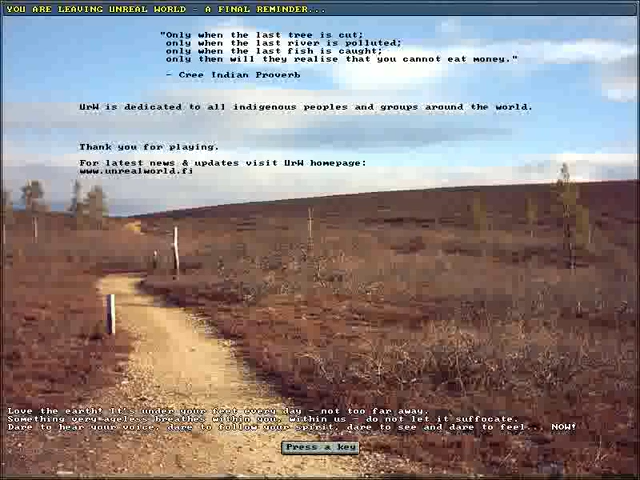 YOU ARE LEAVING UNREAL WORLD - A FINAL REMINDER...
"Only when the last tree is cut;
only when the last river is polluted;
only when the last fish is caught;
only then will they realise that you cannot eat money."
- Cree Indian Proverb
UrW is dedicated to all indigenous peoples and groups around the world.
Thank you for playing.
For latest news & updates visit UrW homepage:
www.unrealworld.fi
Love the earth! It's under your feet every day - not too far away.
Something very ageless breathes within you, within us - do not let it suffocate.
Dare to hear your voice, dare to follow your spirit, dare to see and dare to feel... NOW!
Press a key